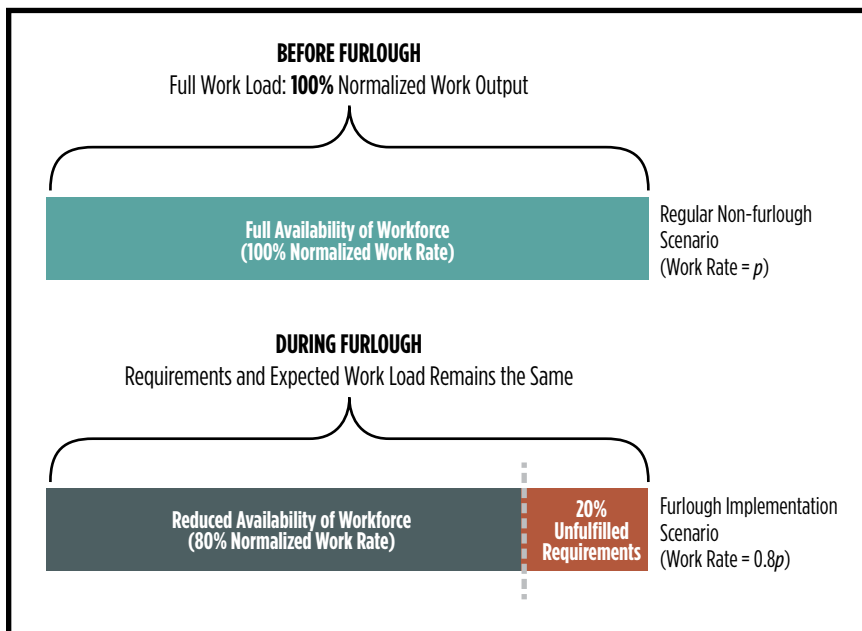 BEFORE FURLOUGH
Full Work Load: 100% Normalized Work Output
Full Availability of Workforce
(100% Normalized Work Rate)
Regular Non-furlough
Scenario
(Work Rate = p)
DURING FURLOUGH
Requirements and Expected Work Load Remains the Same
Reduced Availability of Workforce
(80% Normalized Work Rate)
20%
Unfulfilled
Requirements
Furlough Implementation
Scenario
(Work Rate = 0.8p)